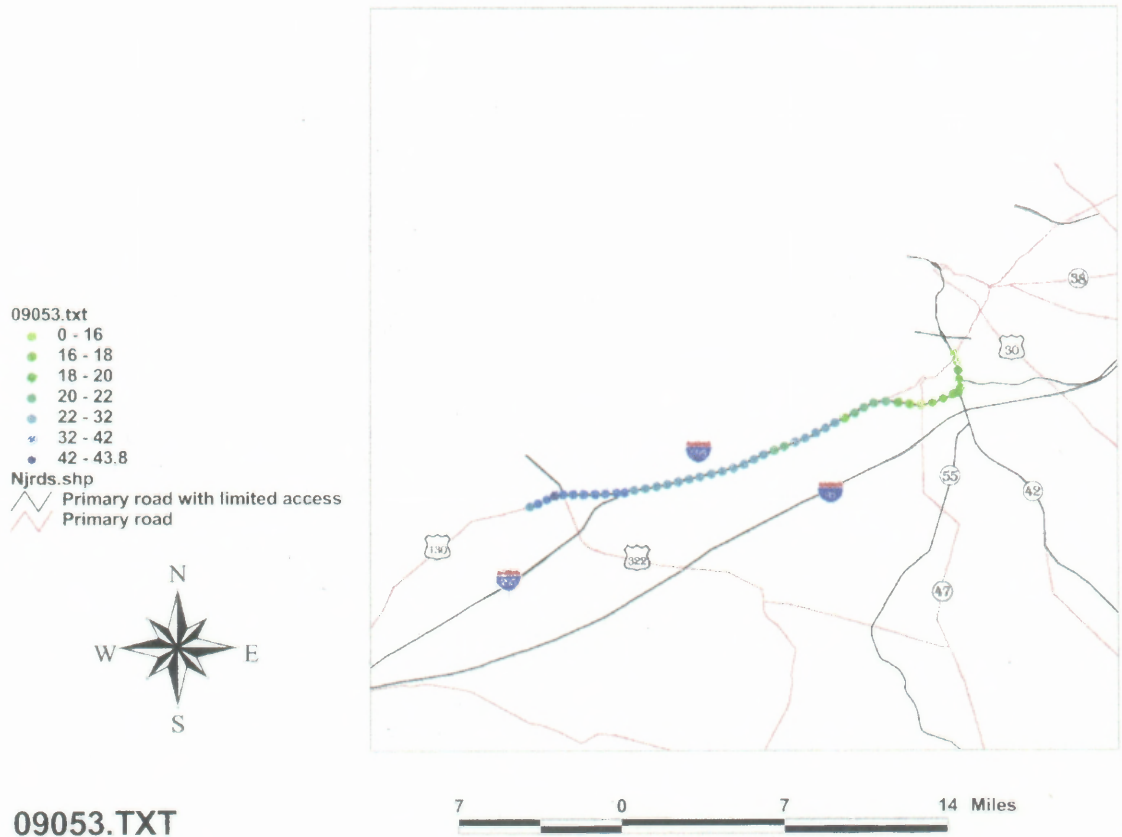 38
30
09053.txt
0 - 16
16 - 18
18 - 20
20 - 22
22 - 32
32 - 42
42 - 43.8
Njrds.shp
Primary road with limited access
Primary road
55
42
130
322
47
N
W
E
S
7 0 7 14 Miles
09053.TXT